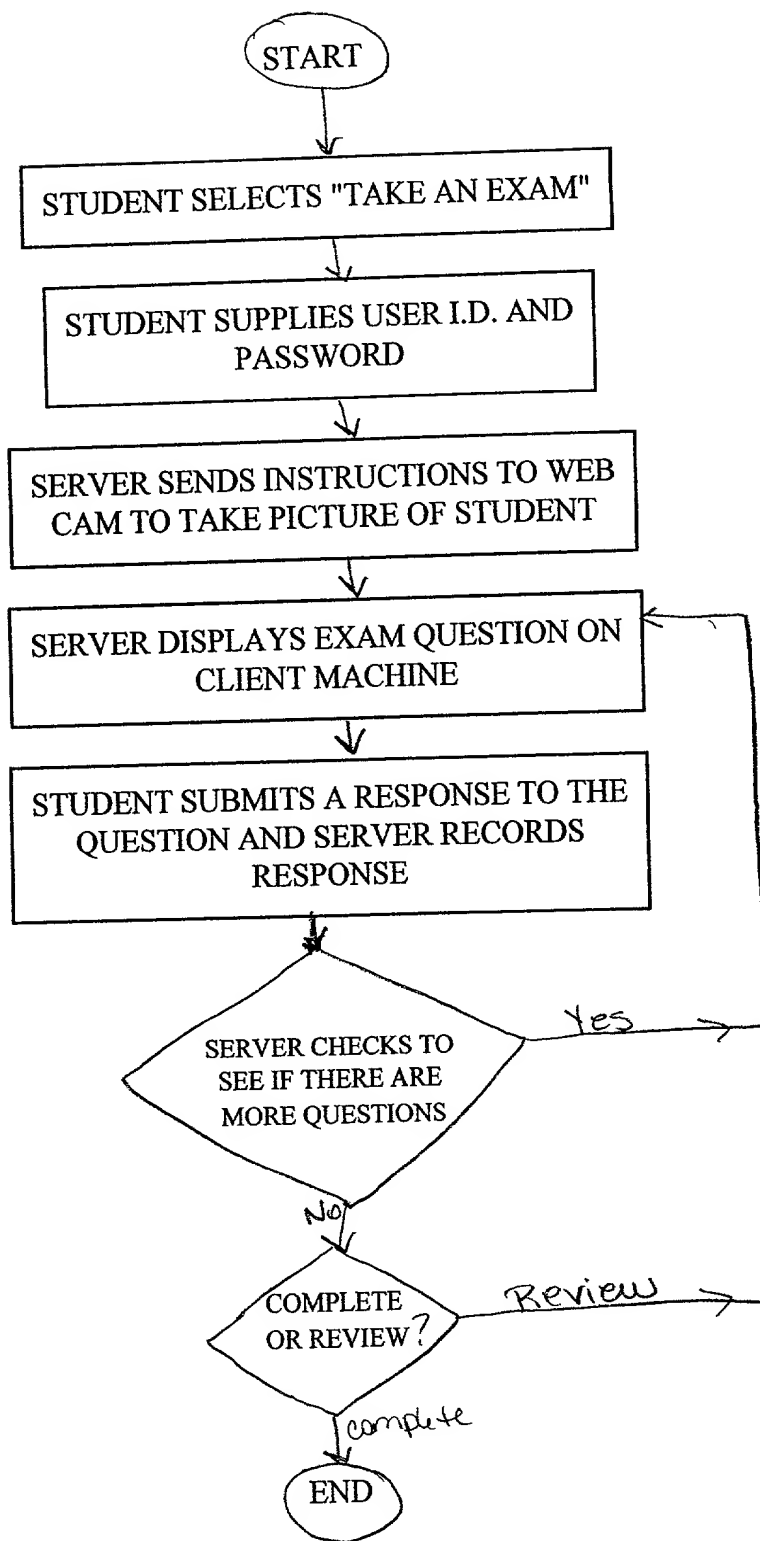 START
STUDENT SELECTS "TAKE AN EXAM"
STUDENT SUPPLIES USER I.D. AND
PASSWORD
SERVER SENDS INSTRUCTIONS TO WEB
CAM TO TAKE PICTURE OF STUDENT
SERVER DISPLAYS EXAM QUESTION ON
CLIENT MACHINE
STUDENT SUBMITS A RESPONSE TO THE
QUESTION AND SERVER RECORDS
RESPONSE
Yes
SERVER CHECKS TO
SEE IF THERE ARE
MORE QUESTIONS
No
COMPLETE
OR REVIEW?
Review
complete
END